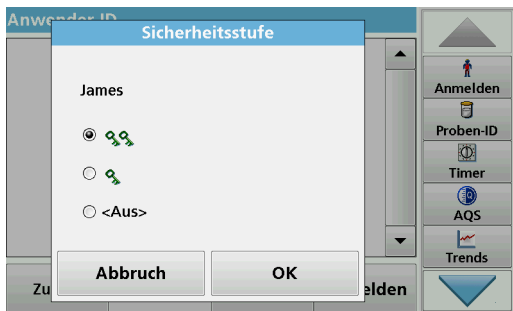 Anwender ID
Sicherheitsstufe
James
<Aus>
Abbruch
OK
Zu
elden
Anmelden
Proben-ID
Timer
AQS
Trends